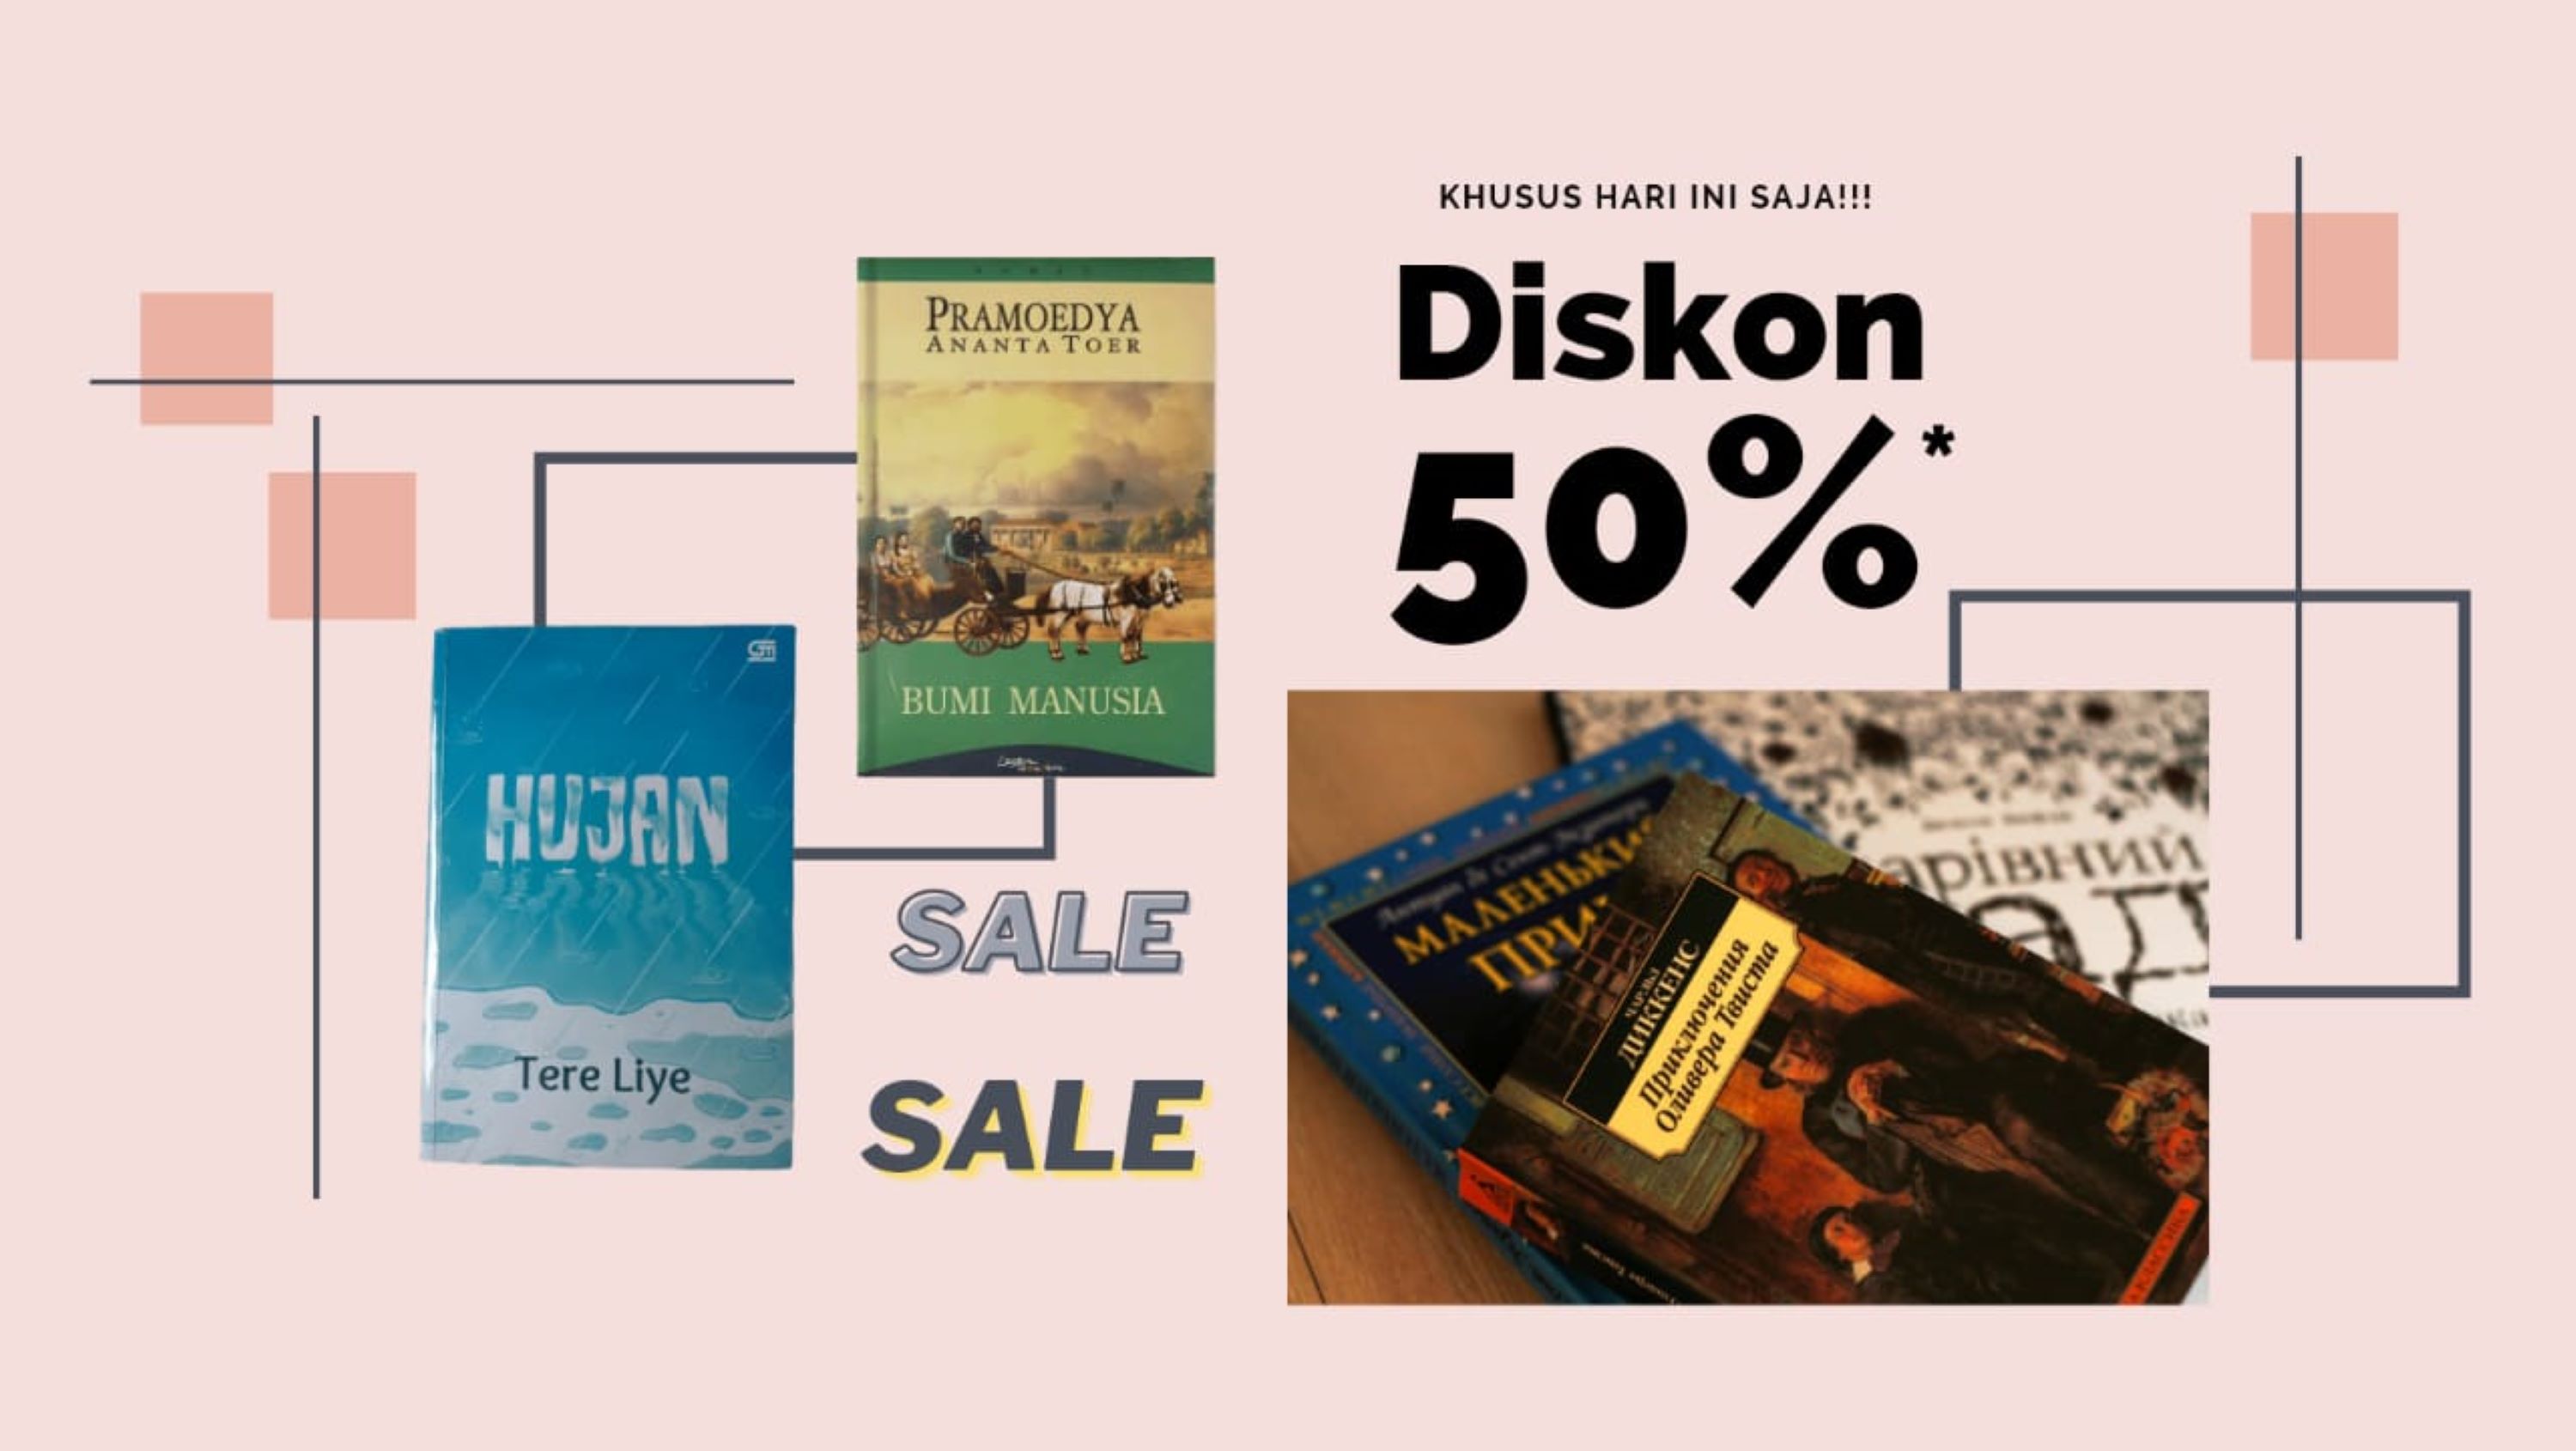 KHUSUS HARI INI SAJA!!!
Diskon
50%*
PRAMOEDYA
ANANTA TOER
BUMI MANUSIA
HUJAN
Tere Liye
SALE
SALE
МАЛЕНЬКИЙ
ЧАРЛЬЗ
ДИККЕНС
Приключения
Оливера Твиста
арівний